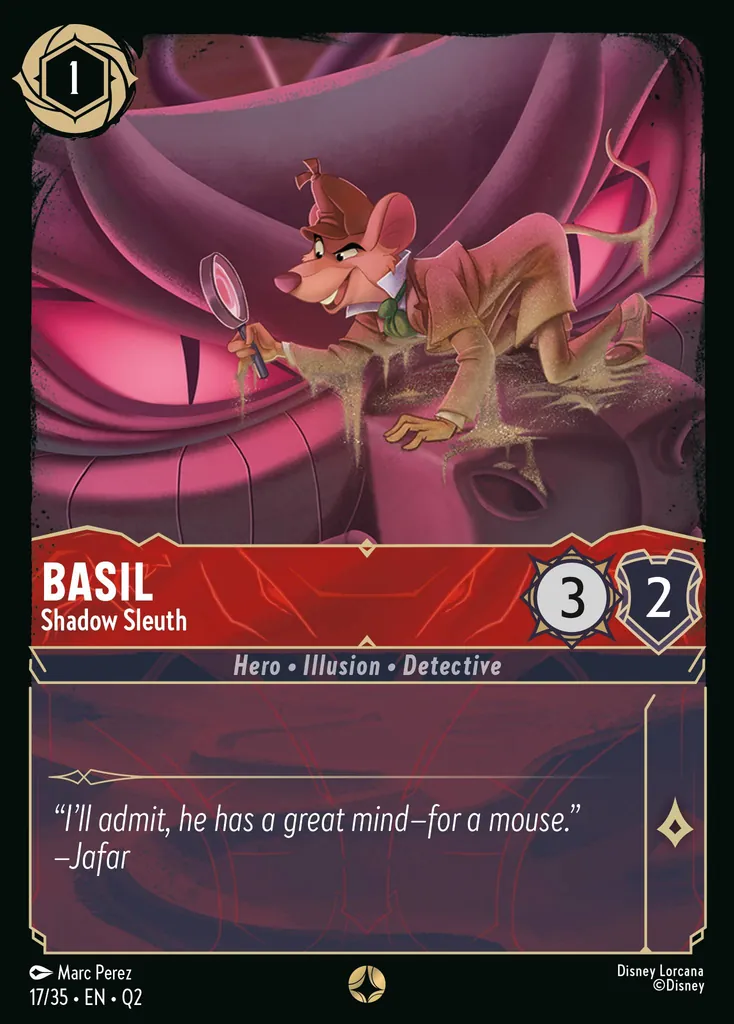 1
BASIL
Shadow Sleuth
3
2
Hero • Illusion • Detective
“I’ll admit, he has a great mind–for a mouse.”
–Jafar
Marc Perez
17/35 • EN • Q2
Disney Lorcana
©Disney